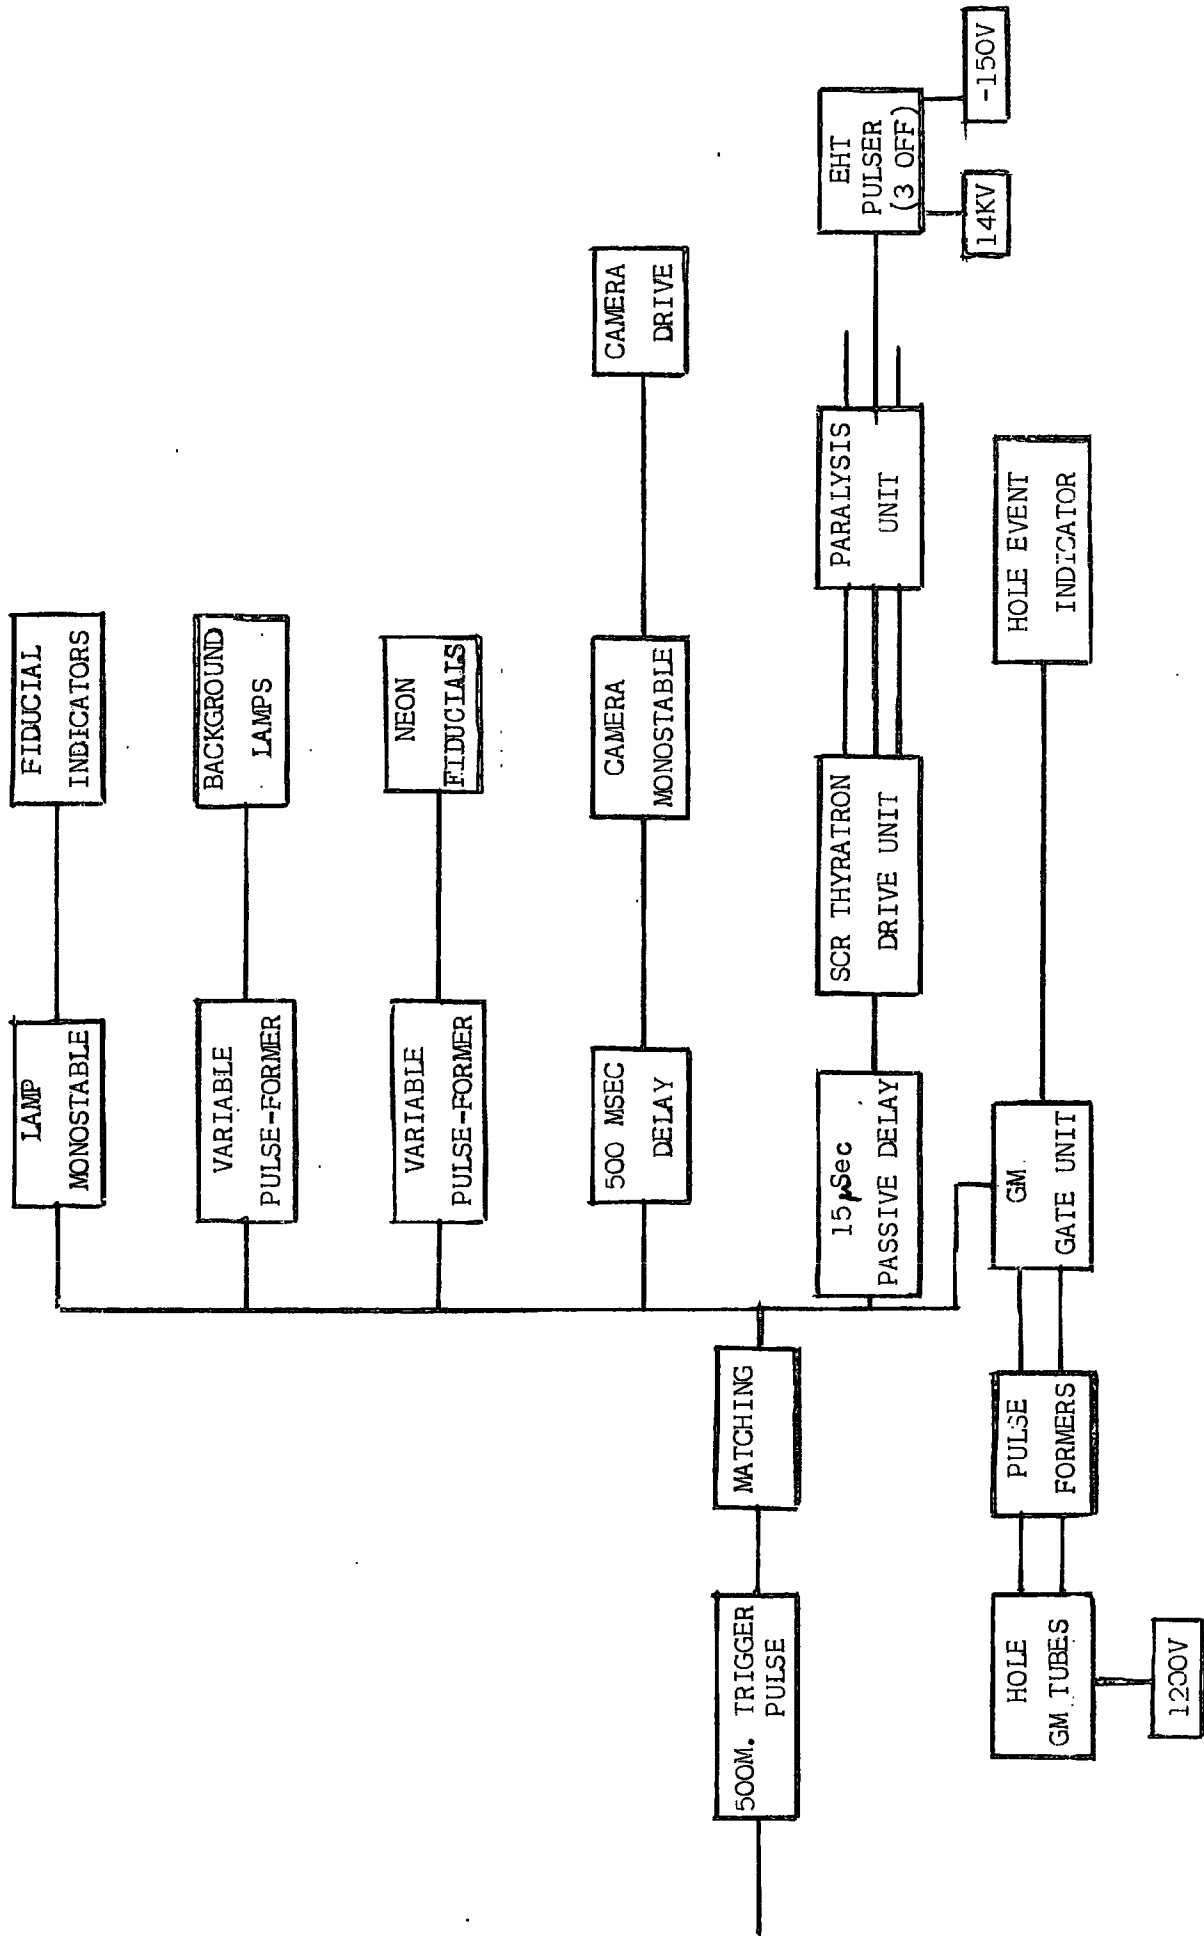 FIDUCIAL
INDICATORS
LAMP
MONOSTABLE
BACKGROUND
LAMPS
VARIABLE
PULSE-FORMER
NEON
FIDUCIALS
VARIABLE
PULSE-FORMER
CAMERA
DRIVE
CAMERA
MONOSTABLE
500 MSEC
DELAY
500M. TRIGGER
PULSE
MATCHING
15μSec
PASSIVE DELAY
SCR THYRATRON
DRIVE UNIT
PARALYSIS
UNIT
EHT
PULSER
(3 OFF)
14KV
-150V
HOLE
GM TUBES
1200V
PULSE
FORMERS
GM
GATE UNIT
HOLE EVENT
INDICATOR